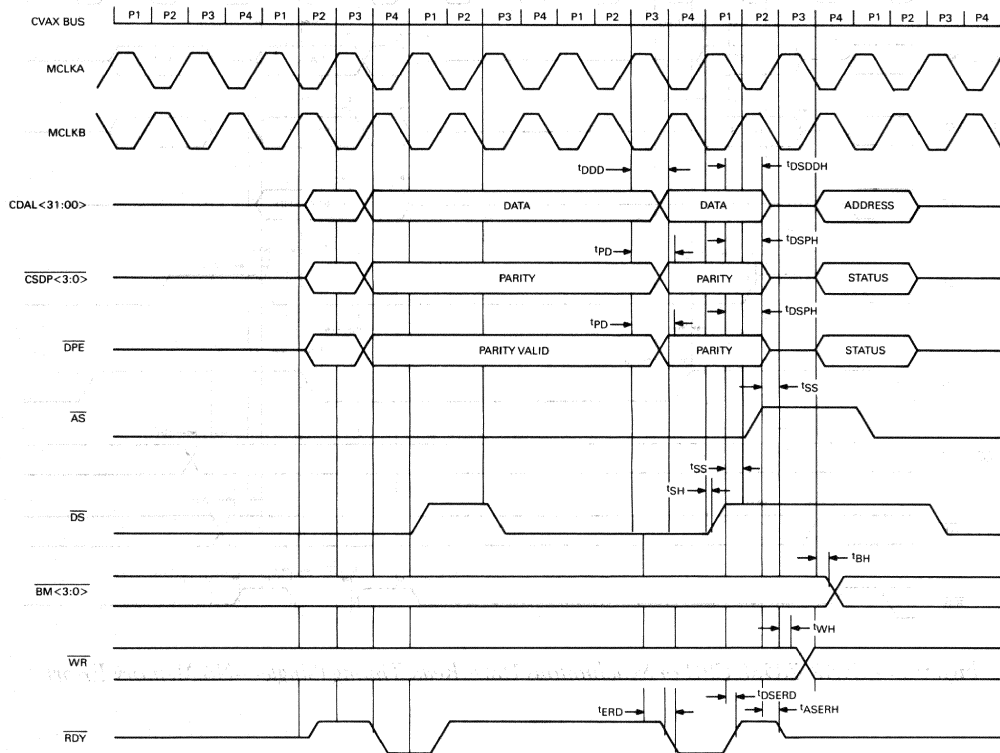 CVAX BUS P1 P2 P3 P4 P1 P2 P3 P4 P1 P2 P3 P4 P1 P2 P3 P4 P1 P2 P3 P4 P1 P2 P3 P4
MCLKA
MCLKB
tDDD tDSDDH
CDAL<31:00> DATA DATA ADDRESS
tPD tDSPH
CSDP<3:0> PARITY PARITY STATUS
tPD tDSPH
DPE PARITY VALID PARITY STATUS
tSS
AS
tSS
tSH
DS
tBH
BM<3:0>
tWH
WR
tDSERD
tERD tASERH
RDY